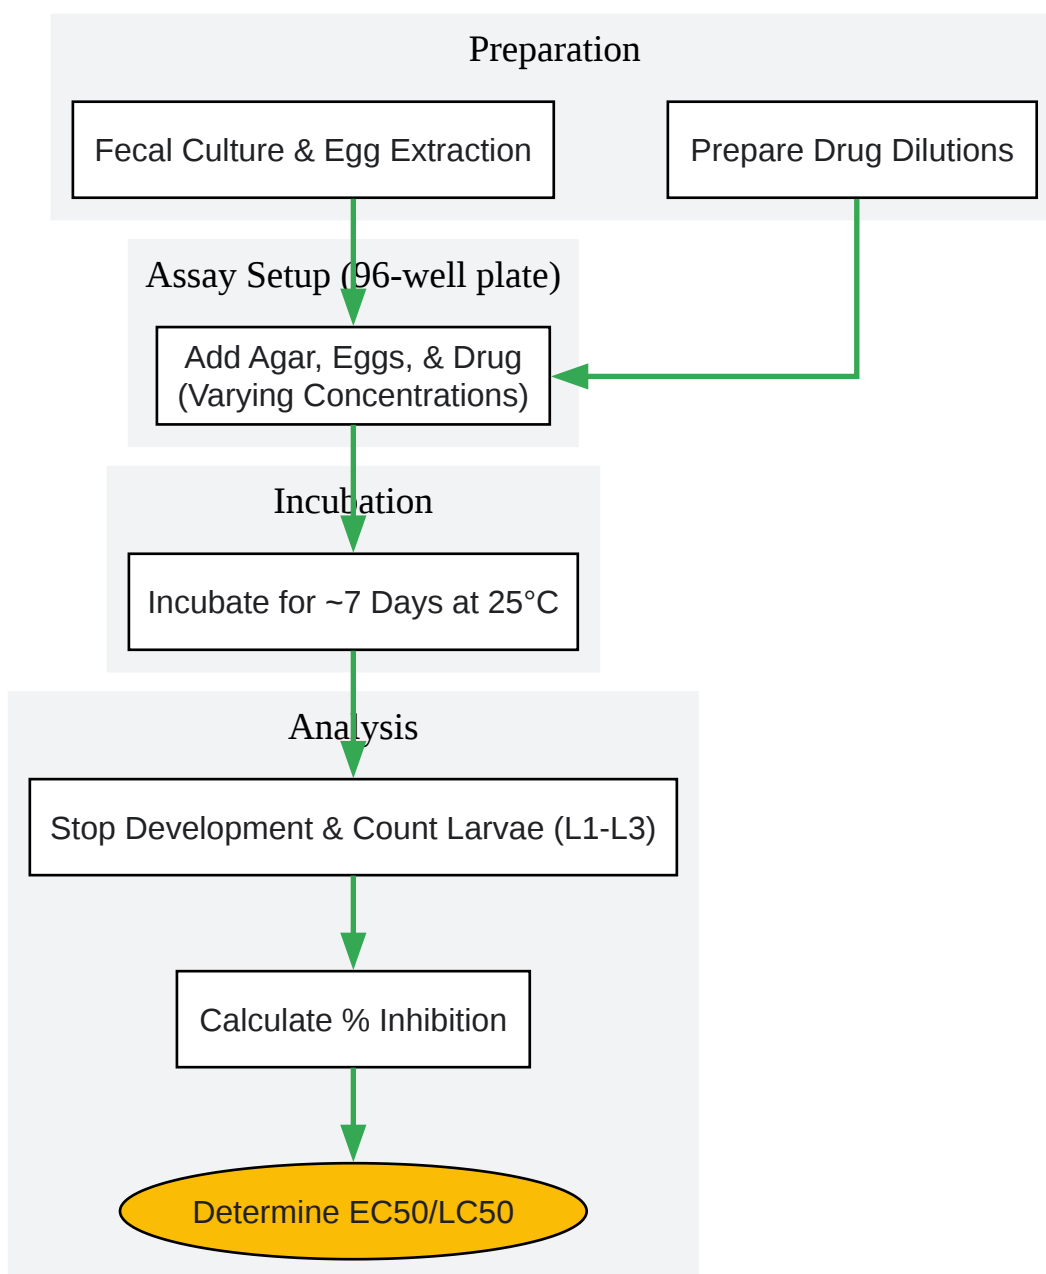 Preparation
Fecal Culture & Egg Extraction
Prepare Drug Dilutions
Assay Setup (96-well plate)
Add Agar, Eggs, & Drug
(Varying Concentrations)
Incubation
Incubate for ~7 Days at 25°C
Analysis
Stop Development & Count Larvae (L1-L3)
Calculate % Inhibition
Determine EC50/LC50